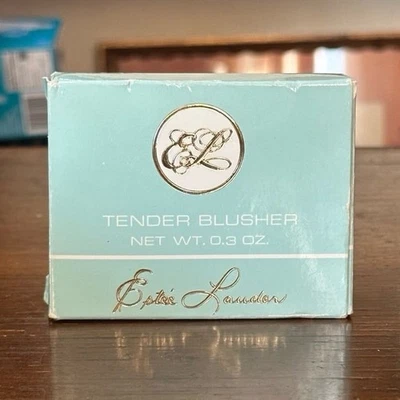 EL
TENDER BLUSHER
NET WT. 0.3 OZ.
Estée Lauder